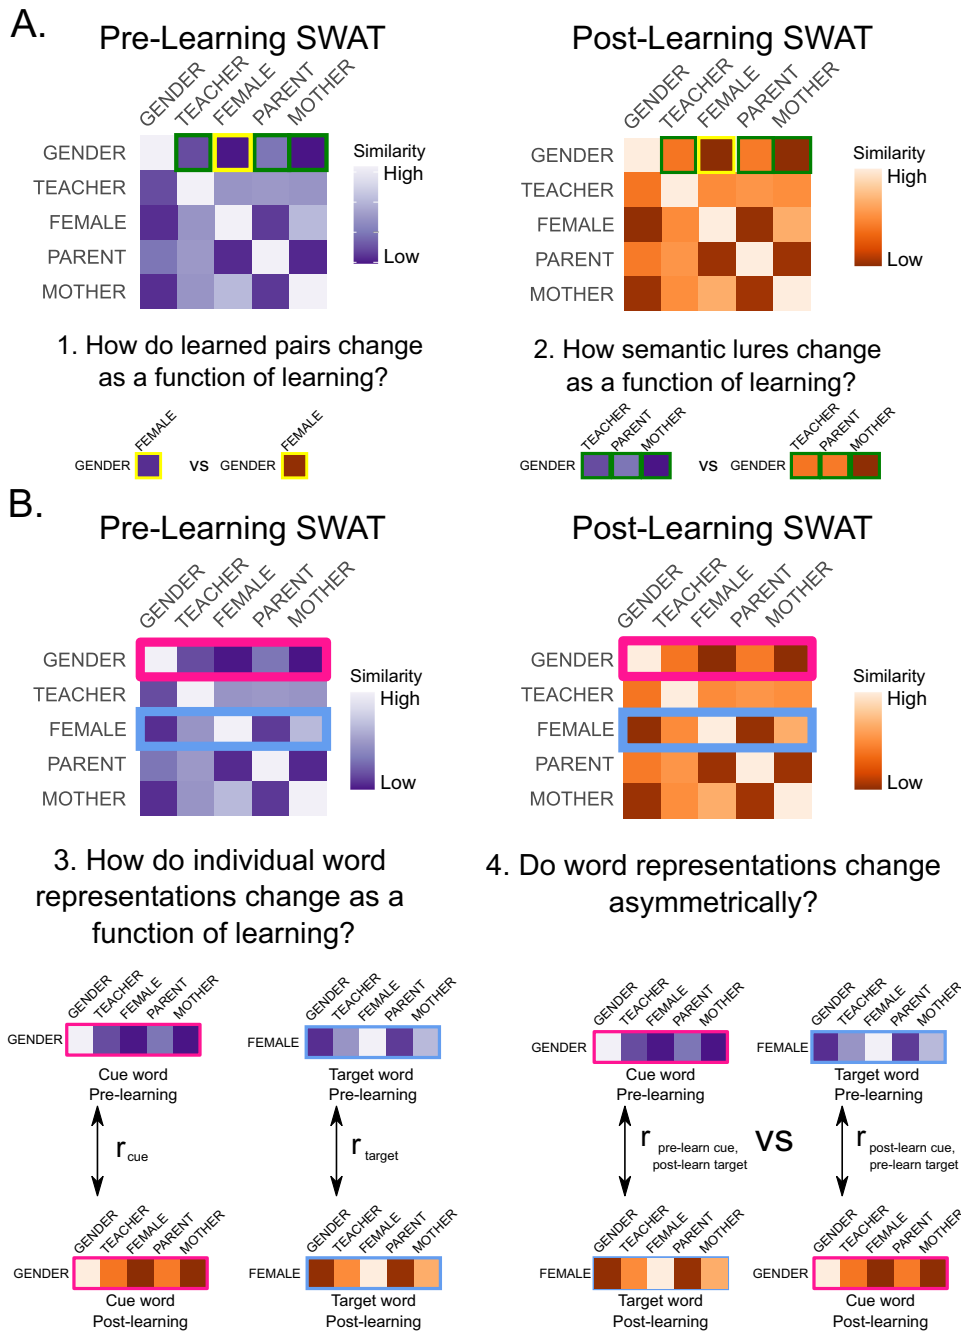 A.
Pre-Learning SWAT
Post-Learning SWAT
GENDER
TEACHER
FEMALE
PARENT
MOTHER
GENDER
TEACHER
FEMALE
PARENT
MOTHER
Similarity
High
Low
GENDER
TEACHER
FEMALE
PARENT
MOTHER
GENDER
TEACHER
FEMALE
PARENT
MOTHER
Similarity
High
Low
1. How do learned pairs change
as a function of learning?
2. How semantic lures change
as a function of learning?
FEMALE
GENDER
vs
FEMALE
GENDER
TEACHER
PARENT
MOTHER
GENDER
vs
TEACHER
PARENT
MOTHER
GENDER
B.
Pre-Learning SWAT
Post-Learning SWAT
GENDER
TEACHER
FEMALE
PARENT
MOTHER
GENDER
TEACHER
FEMALE
PARENT
MOTHER
Similarity
High
Low
GENDER
TEACHER
FEMALE
PARENT
MOTHER
GENDER
TEACHER
FEMALE
PARENT
MOTHER
Similarity
High
Low
3. How do individual word
representations change as a
function of learning?
4. Do word representations change
asymmetrically?
GENDER
TEACHER
FEMALE
PARENT
MOTHER
GENDER
Cue word
Pre-learning
r cue
GENDER
TEACHER
FEMALE
PARENT
MOTHER
GENDER
Cue word
Post-learning
GENDER
TEACHER
FEMALE
PARENT
MOTHER
FEMALE
Target word
Pre-learning
r target
GENDER
TEACHER
FEMALE
PARENT
MOTHER
FEMALE
Target word
Post-learning
GENDER
TEACHER
FEMALE
PARENT
MOTHER
GENDER
Cue word
Pre-learning
r pre-learn cue,
post-learn target
GENDER
TEACHER
FEMALE
PARENT
MOTHER
FEMALE
Target word
Post-learning
vs
GENDER
TEACHER
FEMALE
PARENT
MOTHER
FEMALE
Target word
Pre-learning
r post-learn cue,
pre-learn target
GENDER
TEACHER
FEMALE
PARENT
MOTHER
GENDER
Cue word
Post-learning